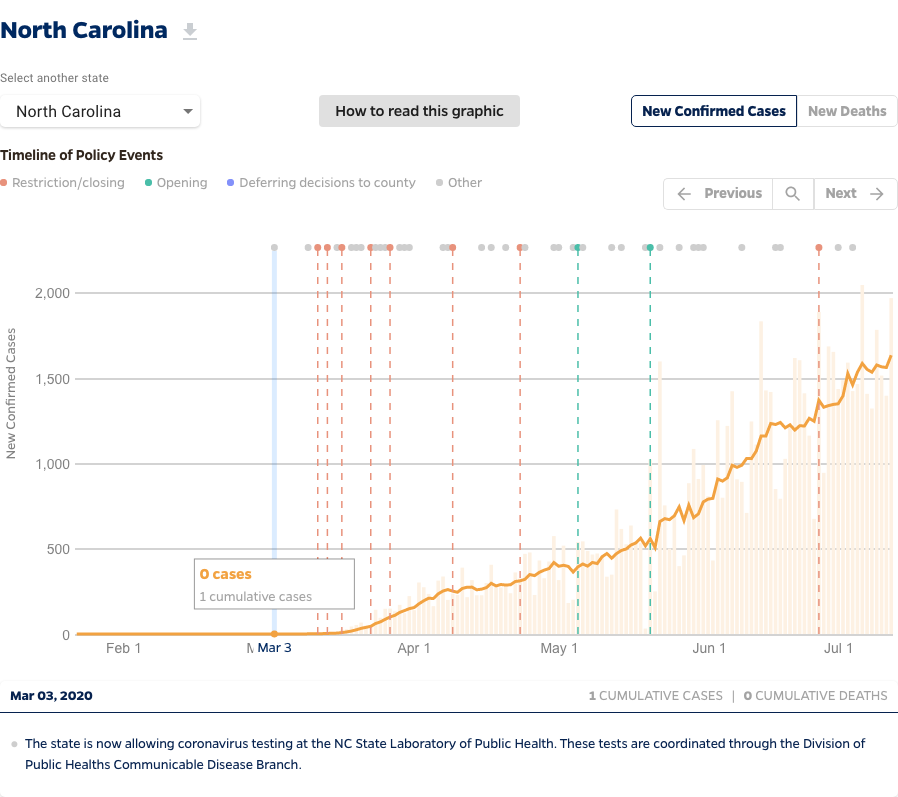 North Carolina
Select another state
North Carolina
How to read this graphic
New Confirmed Cases
New Deaths
Timeline of Policy Events
Restriction/closing
Opening
Deferring decisions to county
Other
Previous
Next
New Confirmed Cases
2,000
1,500
1,000
500
0
0 cases
1 cumulative cases
Feb 1
M
Mar 3
Apr 1
May 1
Jun 1
Jul 1
Mar 03, 2020
1 CUMULATIVE CASES | 0 CUMULATIVE DEATHS
The state is now allowing coronavirus testing at the NC State Laboratory of Public Health. These tests are coordinated through the Division of
Public Healths Communicable Disease Branch.